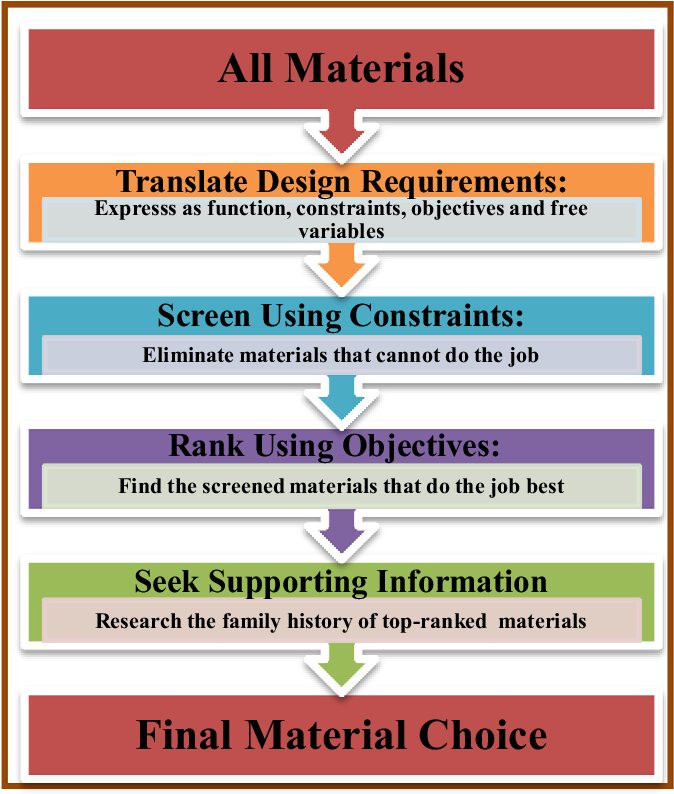 All Materials
Translate Design Requirements:
Expresss as function, constraints, objectives and free
variables
Screen Using Constraints:
Eliminate materials that cannot do the job
Rank Using Objectives:
Find the screened materials that do the job best
Seek Supporting Information
Research the family history of top-ranked materials
Final Material Choice